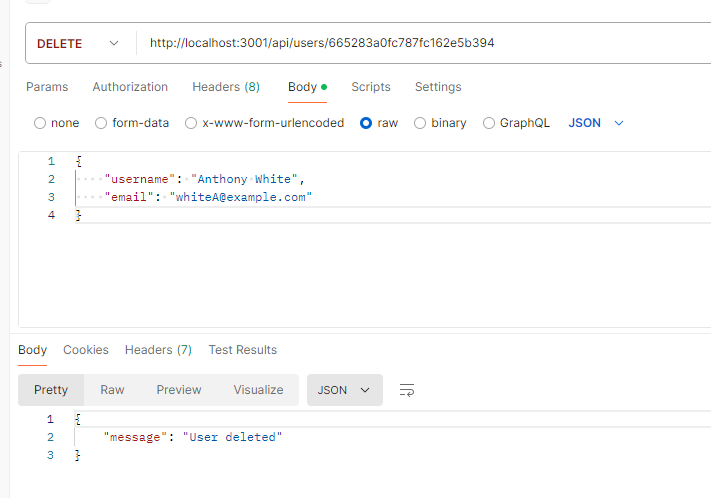 DELETE http://localhost:3001/api/users/665283a0fc787fc162e5b394
Params Authorization Headers (8) Body Scripts Settings
none form-data x-www-form-urlencoded raw binary GraphQL JSON
1 {
2 "username": "Anthony White",
3 "email": "whiteA@example.com"
4 }
Body Cookies Headers (7) Test Results
Pretty Raw Preview Visualize JSON
1 {
2 "message": "User deleted"
3 }